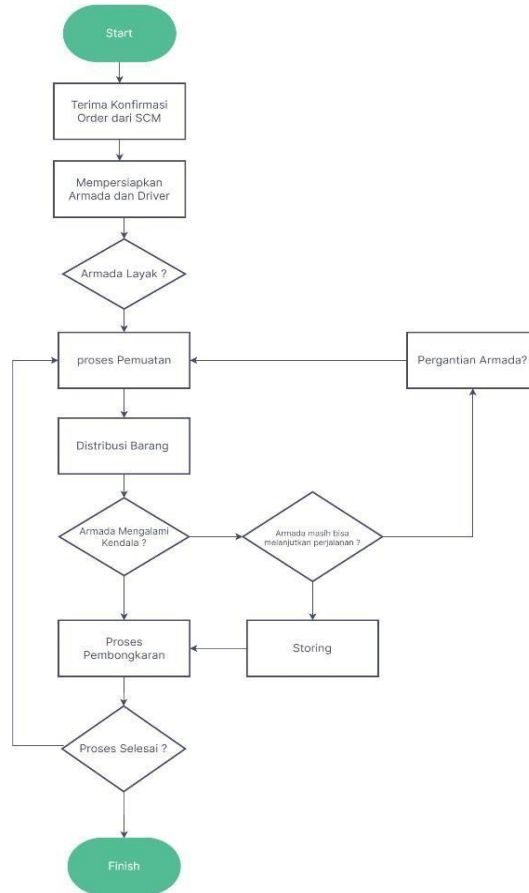 Start
Terima Konfirmasi
Order dari SCM
Mempersiapkan
Armada dan Driver
Armada Layak ?
proses Pemuatan
Pergantian Armada?
Distribusi Barang
Armada Mengalami
Kendala ?
Armada masih bisa
melanjutkan perjalanan ?
Proses
Pembongkaran
Storing
Proses Selesai ?
Finish